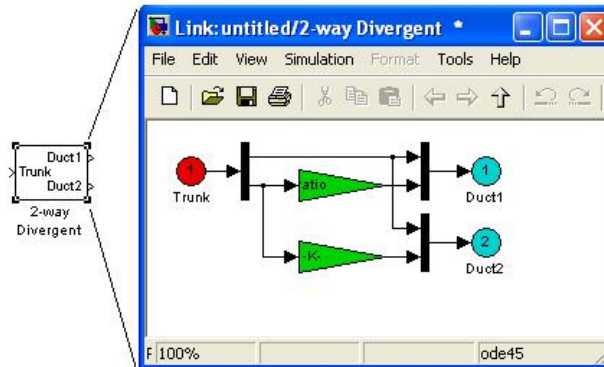 Link: untitled/2-way Divergent *
File Edit View Simulation Format Tools Help
Duct1
Trunk
Duct2
2-way
Divergent
1
Trunk
atio
-K-
1
Duct1
2
Duct2
F 100% ode45